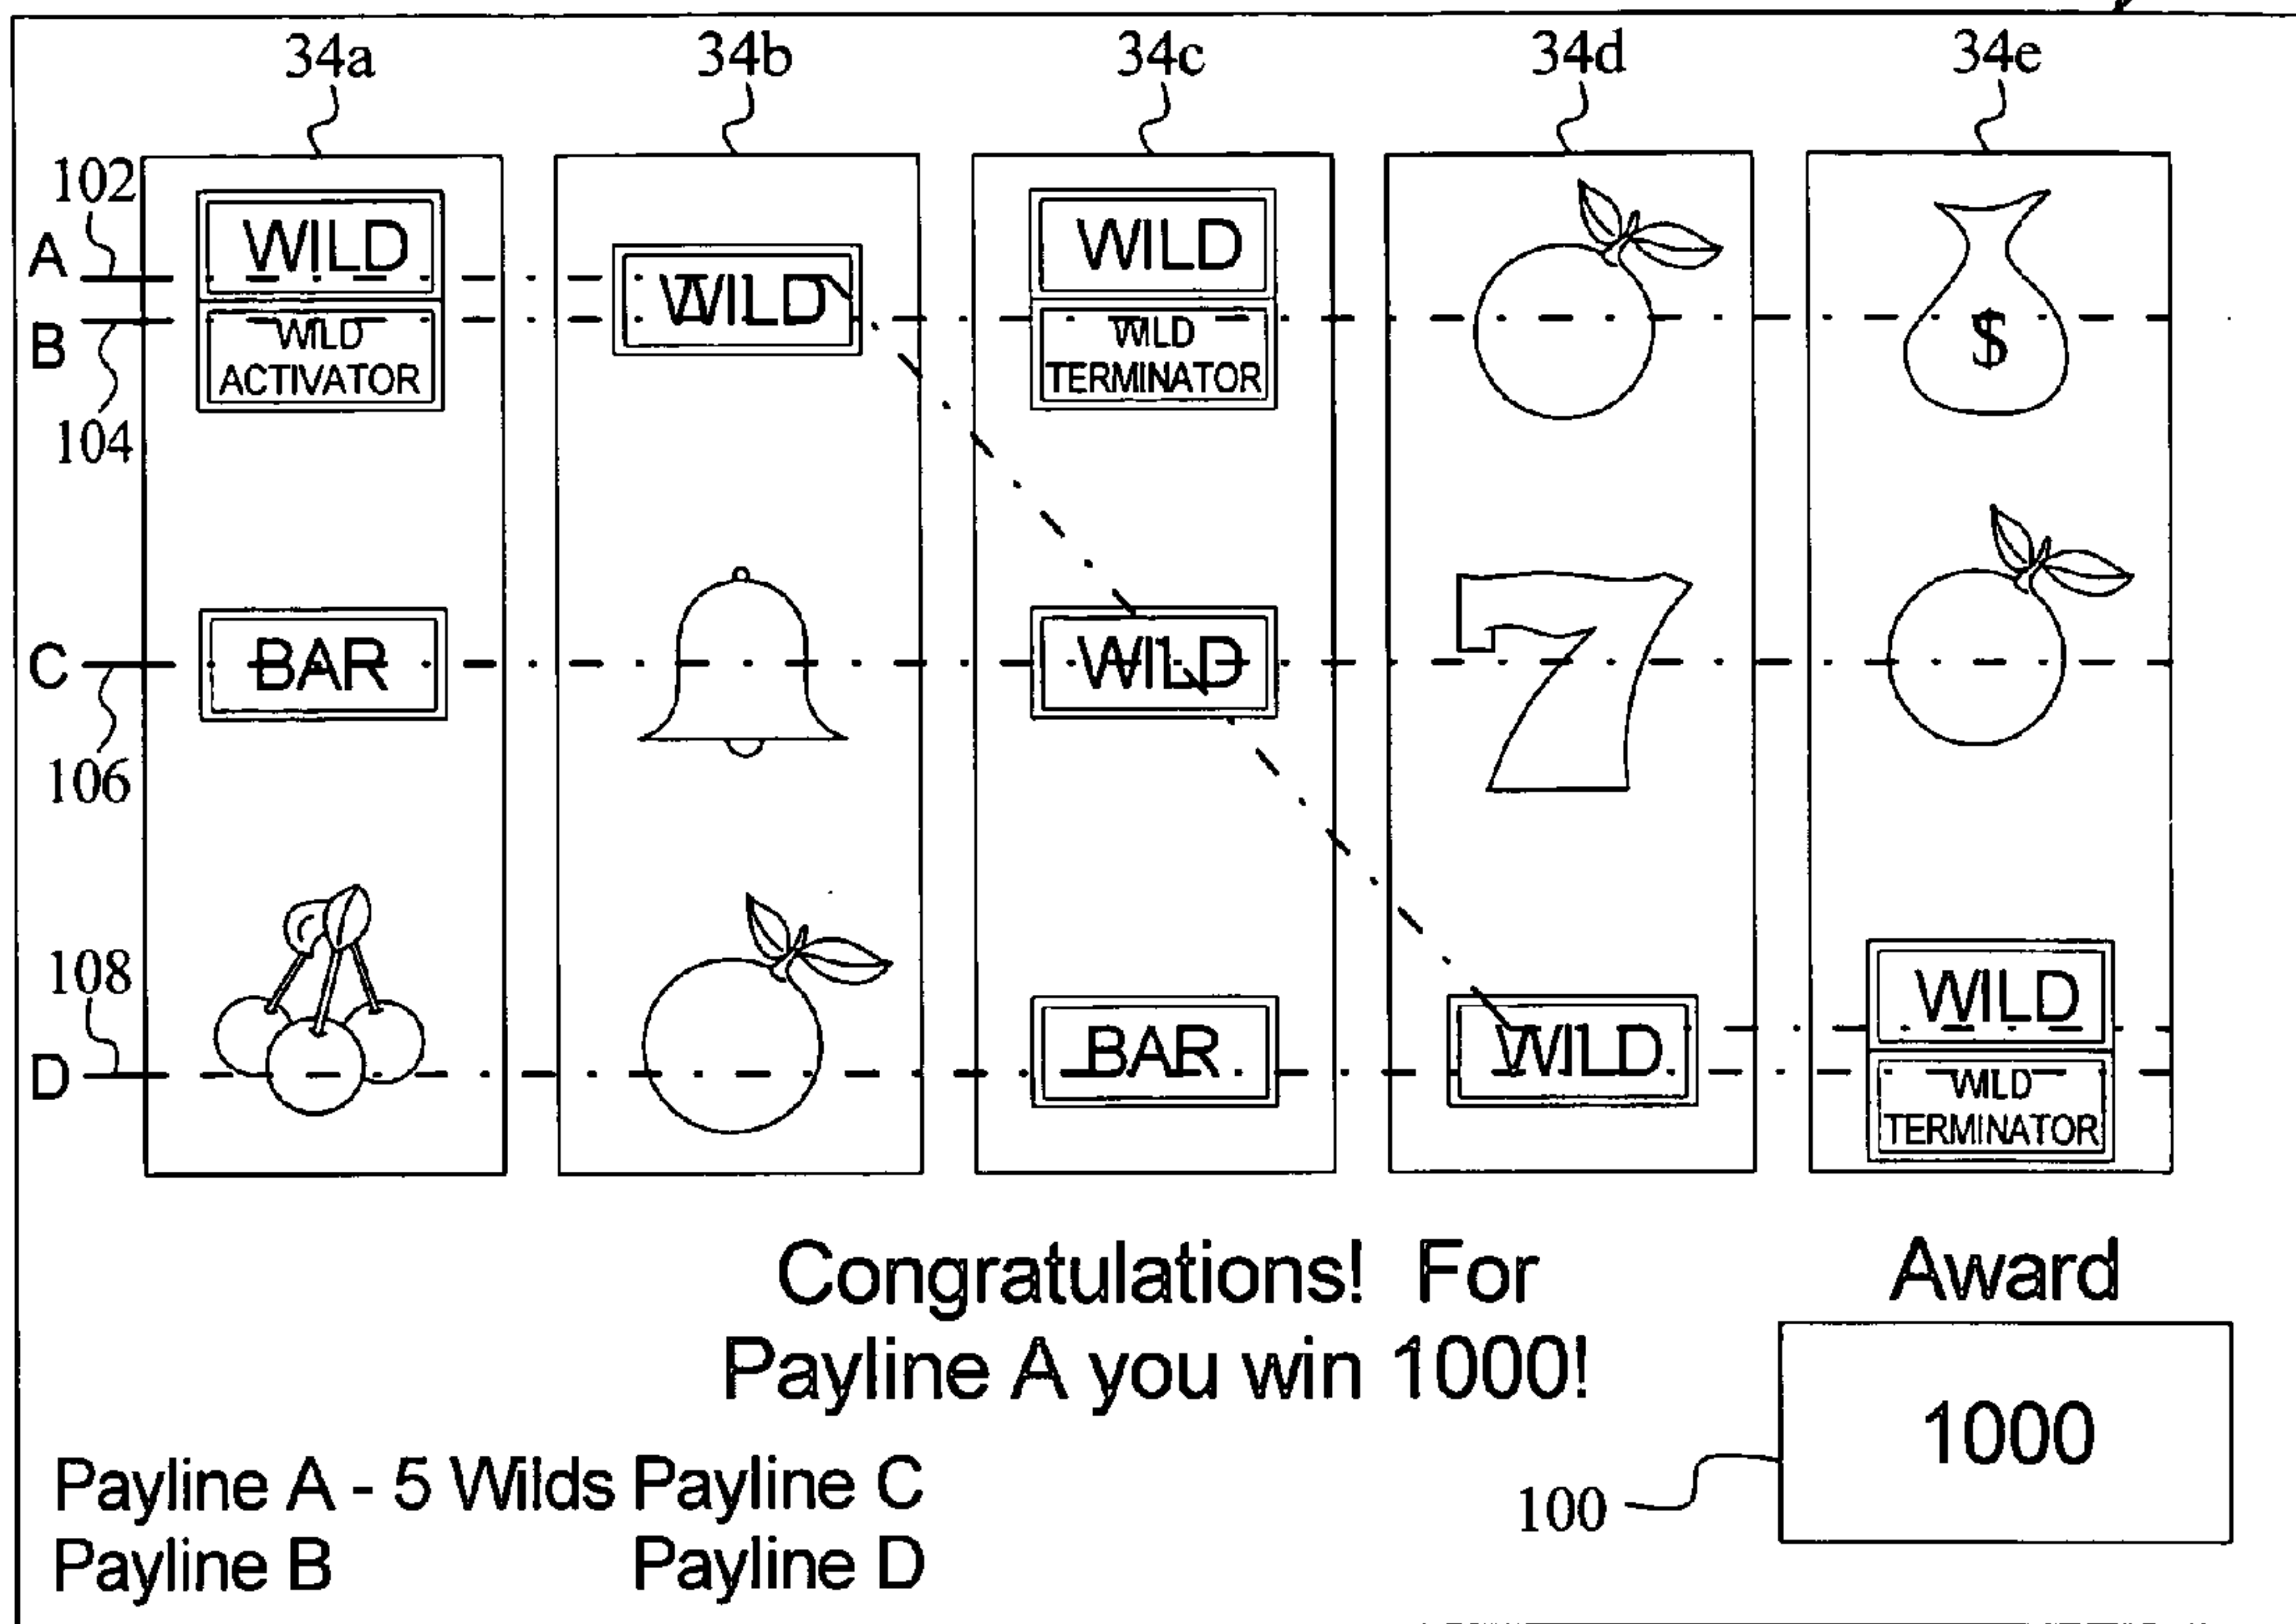 34a 34b 34c 34d 34e
102
A WILD WILD WILD
B WILD ACTIVATOR WILD TERMINATOR $
104
C BAR WILD 7
106
108
WILD
D BAR WILD
WILD
TERMINATOR
Congratulations! For Award
Payline A you win 1000!
1000
Payline A - 5 Wilds Payline C
100
Payline B Payline D